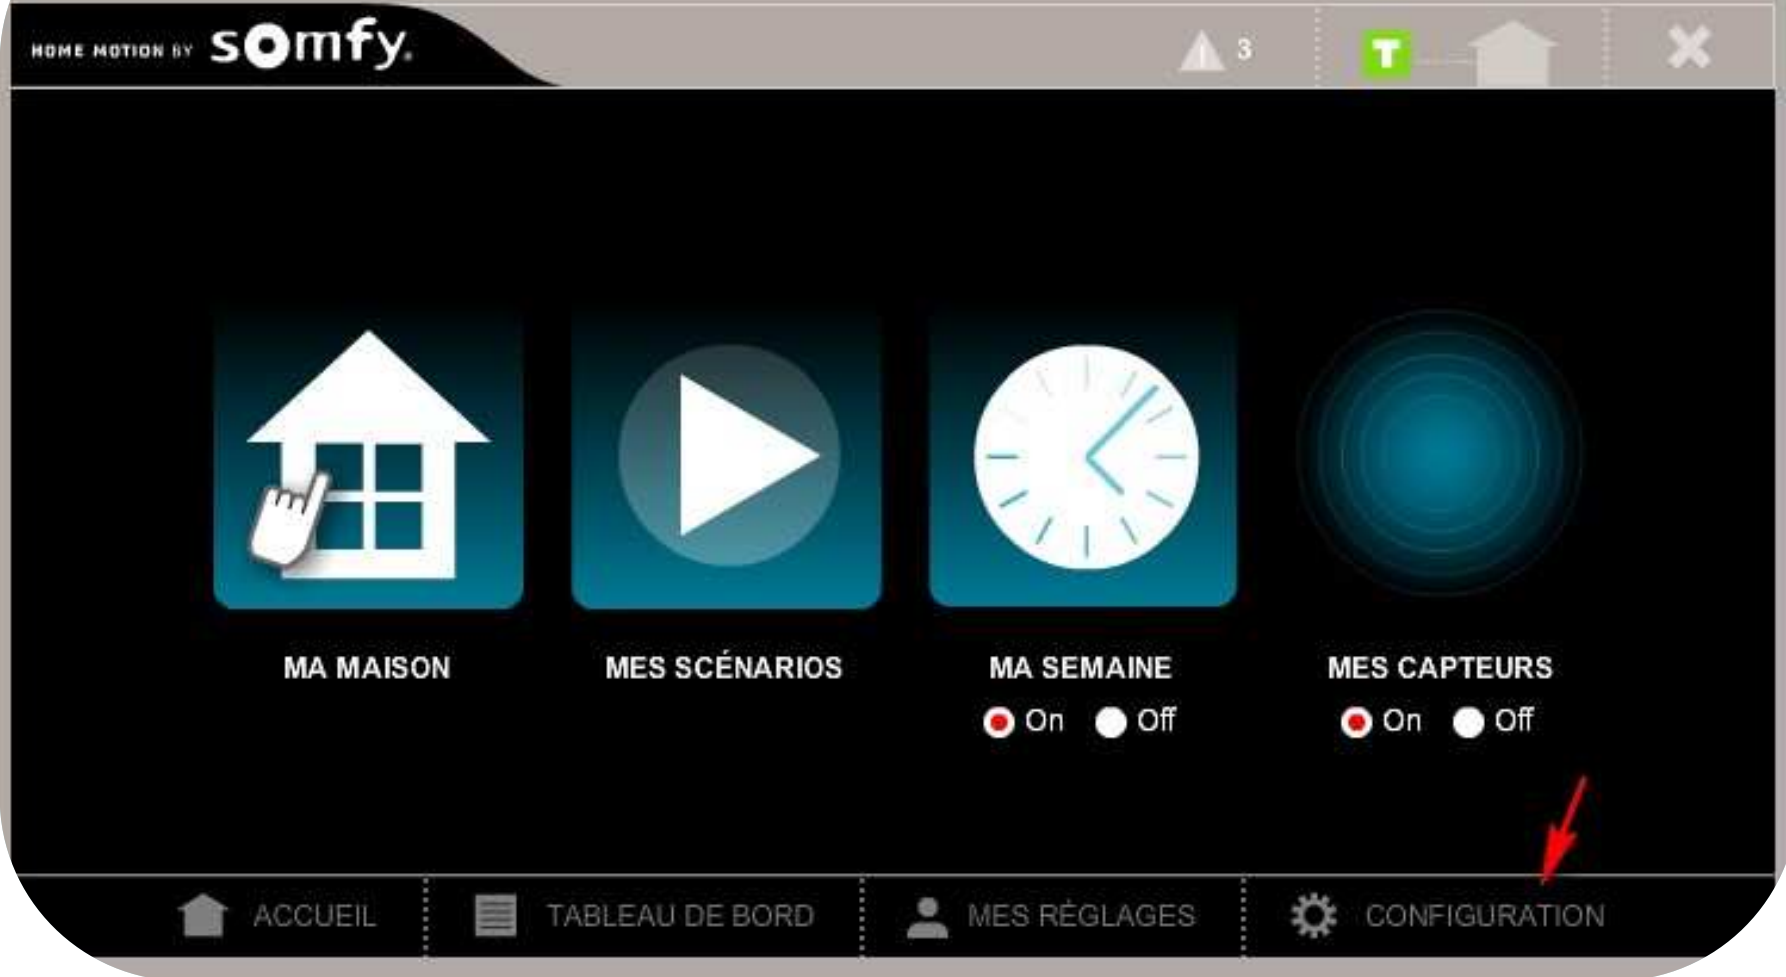 HOME MOTION BY somfy.
3
T
MA MAISON
MES SCÉNARIOS
MA SEMAINE
MES CAPTEURS
On Off
On Off
ACCUEIL
TABLEAU DE BORD
MES RÉGLAGES
CONFIGURATION